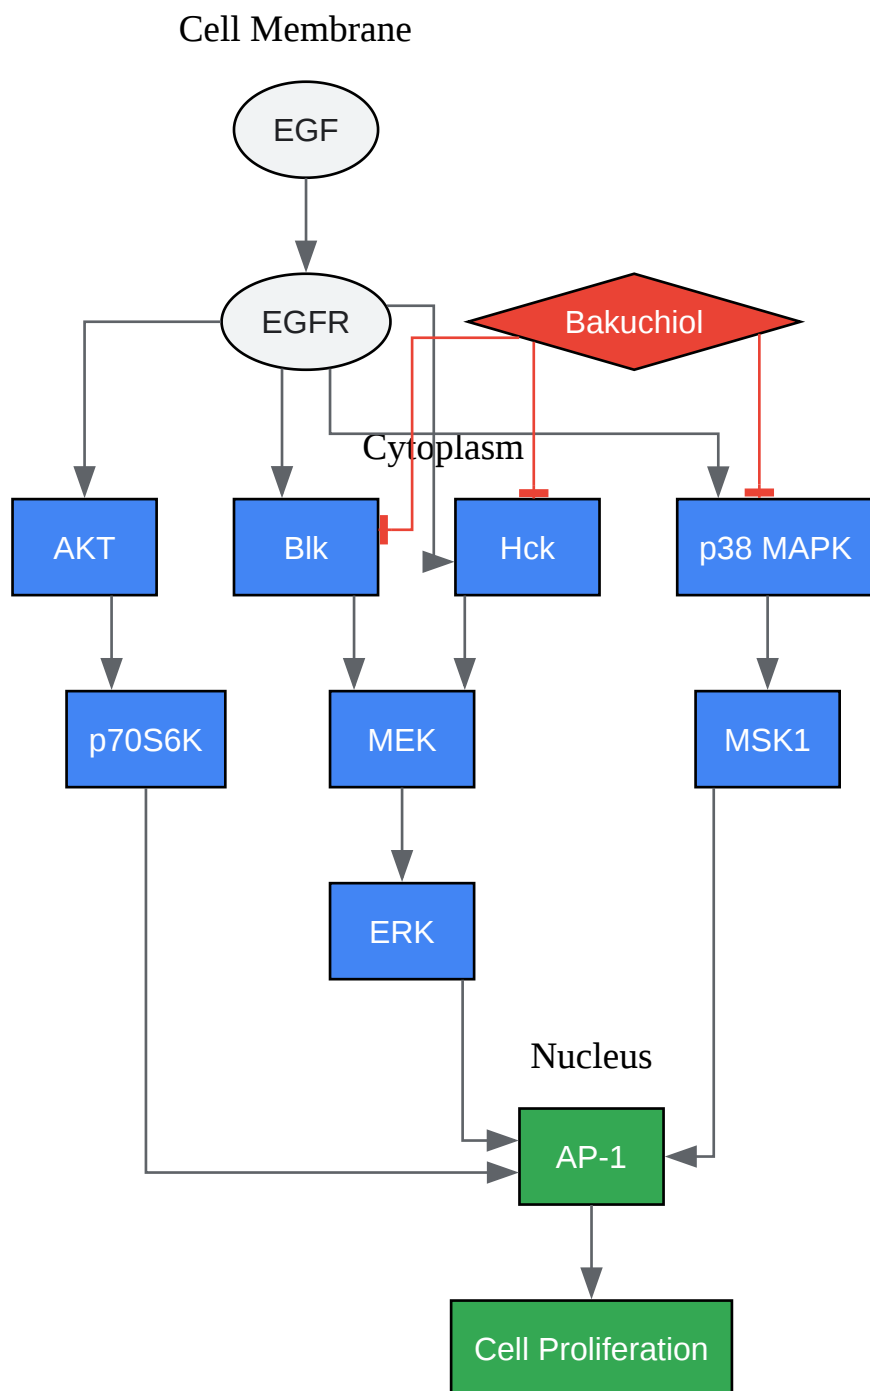 Cell Membrane
EGF
EGFR
Bakuchiol
Cytoplasm
AKT
Blk
Hck
p38 MAPK
p70S6K
MEK
MSK1
ERK
Nucleus
AP-1
Cell Proliferation